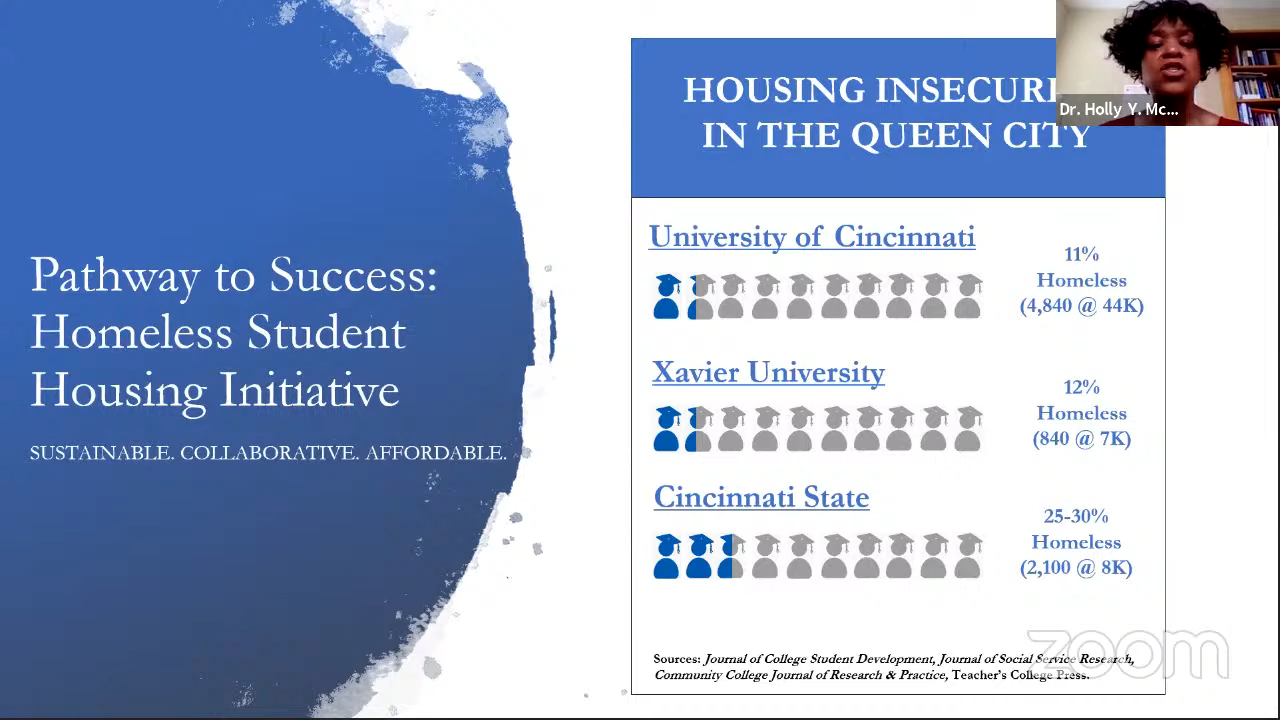 Pathway to Success:
Homeless Student
Housing Initiative
SUSTAINABLE. COLLABORATIVE. AFFORDABLE.
HOUSING INSECURI
IN THE QUEEN CITY
Dr. Holly Y. Mc...
University of Cincinnati
11%
Homeless
(4,840 @ 44K)
Xavier University
12%
Homeless
(840 @ 7K)
Cincinnati State
25-30%
Homeless
(2,100 @ 8K)
Sources: Journal of College Student Development, Journal of Social Service Research,
Community College Journal of Research & Practice, Teacher's College Press.
zoom